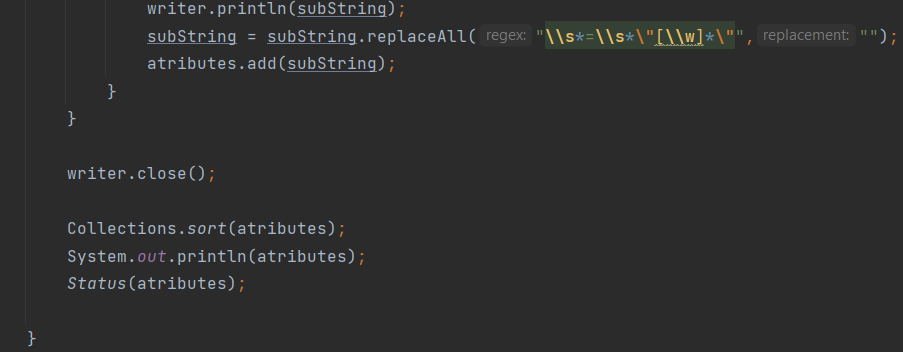 writer.println(subString);
subString = subString.replaceAll( regex: "\\s*=\\s*\"[\\w]*\"", replacement: "");
atributes.add(subString);
}
}
writer.close();
Collections.sort(atributes);
System.out.println(atributes);
Status(atributes);
}